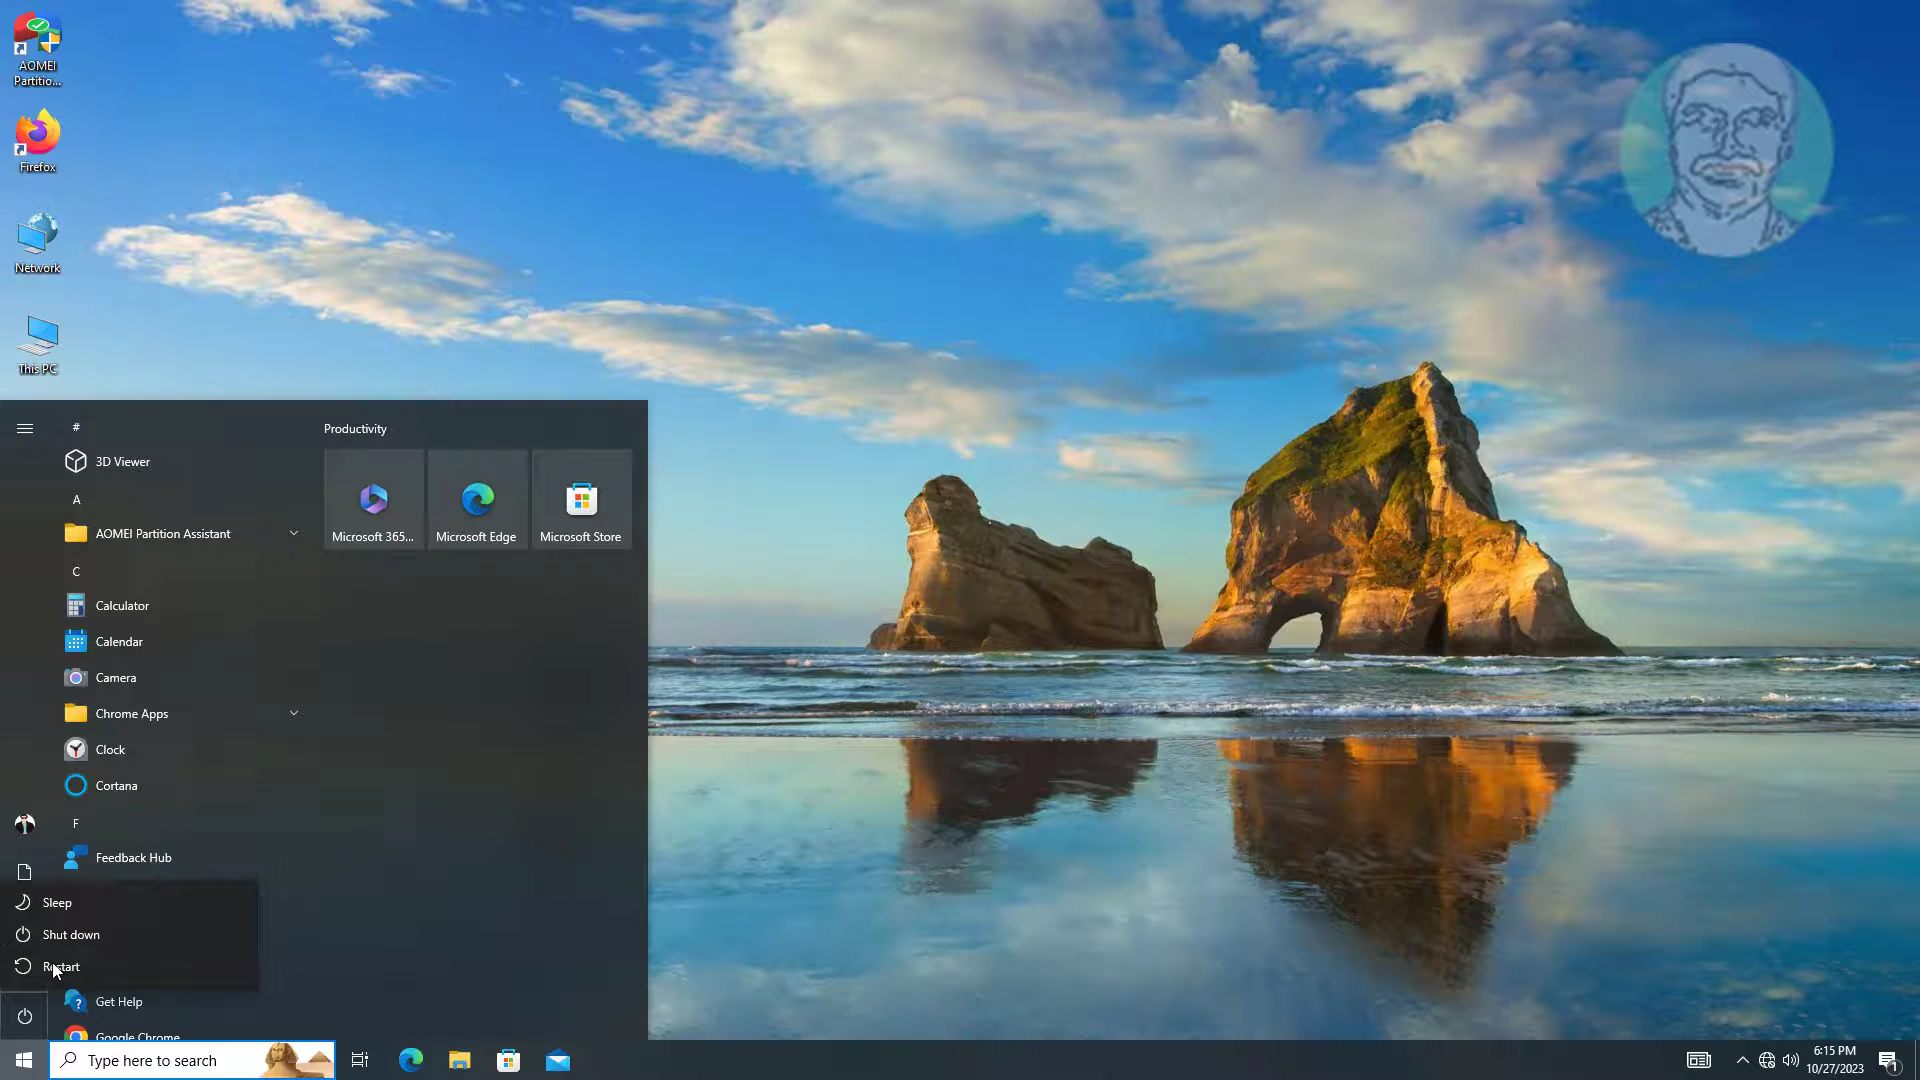 AOMEI
Partitio...
Firefox
Network
This PC
#
3D Viewer
A
AOMEI Partition Assistant
C
Calculator
Calendar
Camera
Chrome Apps
Clock
Cortana
F
Feedback Hub
Sleep
Shut down
Restart
Get Help
Google Chrome
Productivity
Microsoft 365...
Microsoft Edge
Microsoft Store
Type here to search
6:15 PM
10/27/2023
1